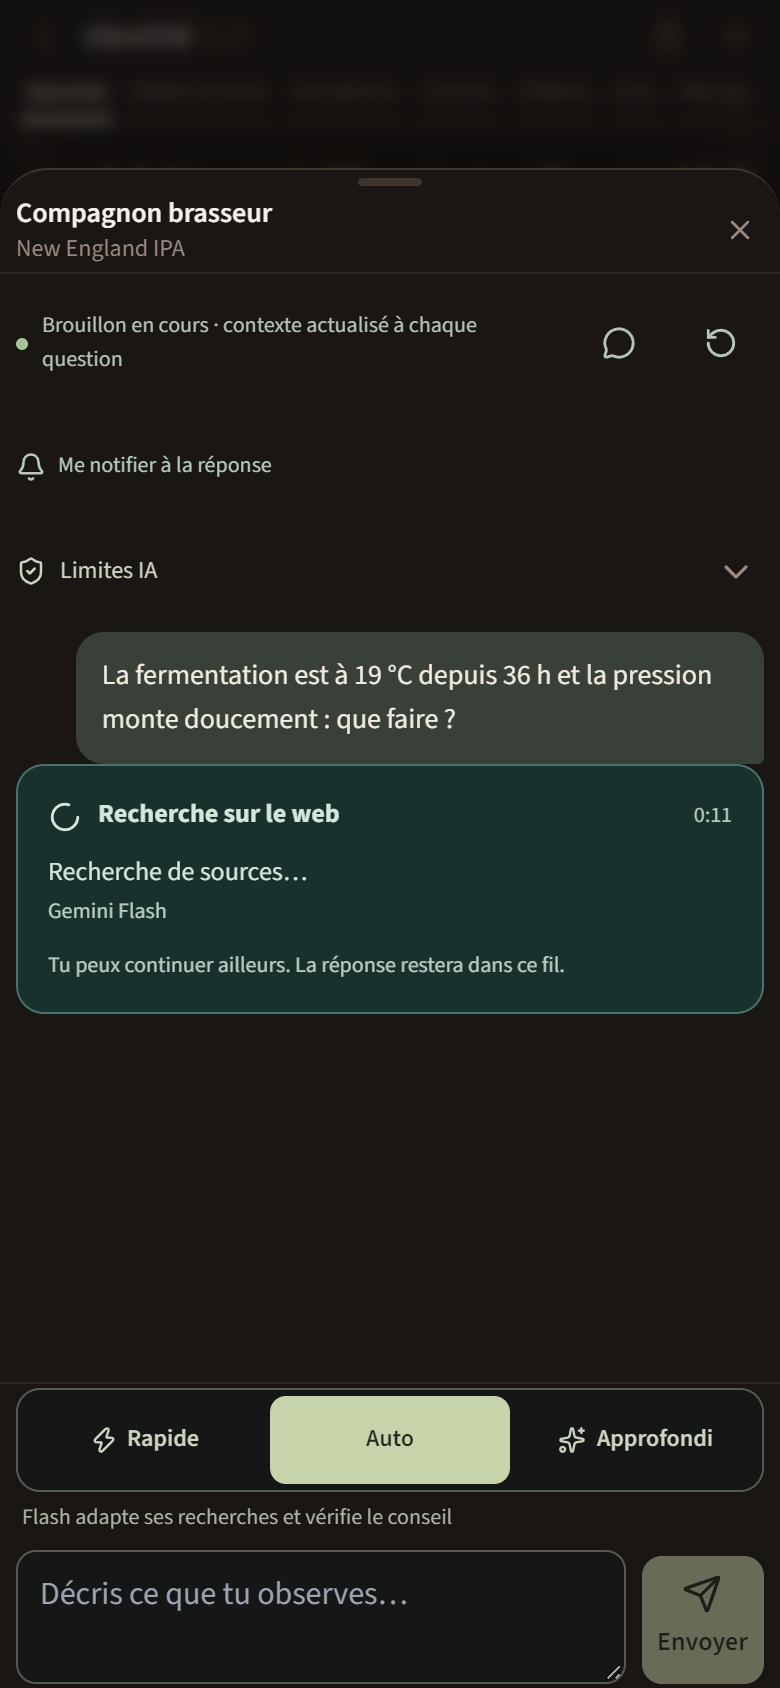 Compagnon brasseur
New England IPA
Brouillon en cours · contexte actualisé à chaque
question
Me notifier à la réponse
Limites IA
La fermentation est à 19 °C depuis 36 h et la pression
monte doucement : que faire ?
Recherche sur le web 0:11
Recherche de sources…
Gemini Flash
Tu peux continuer ailleurs. La réponse restera dans ce fil.
Rapide Auto Approfondi
Flash adapte ses recherches et vérifie le conseil
Décris ce que tu observes…
Envoyer